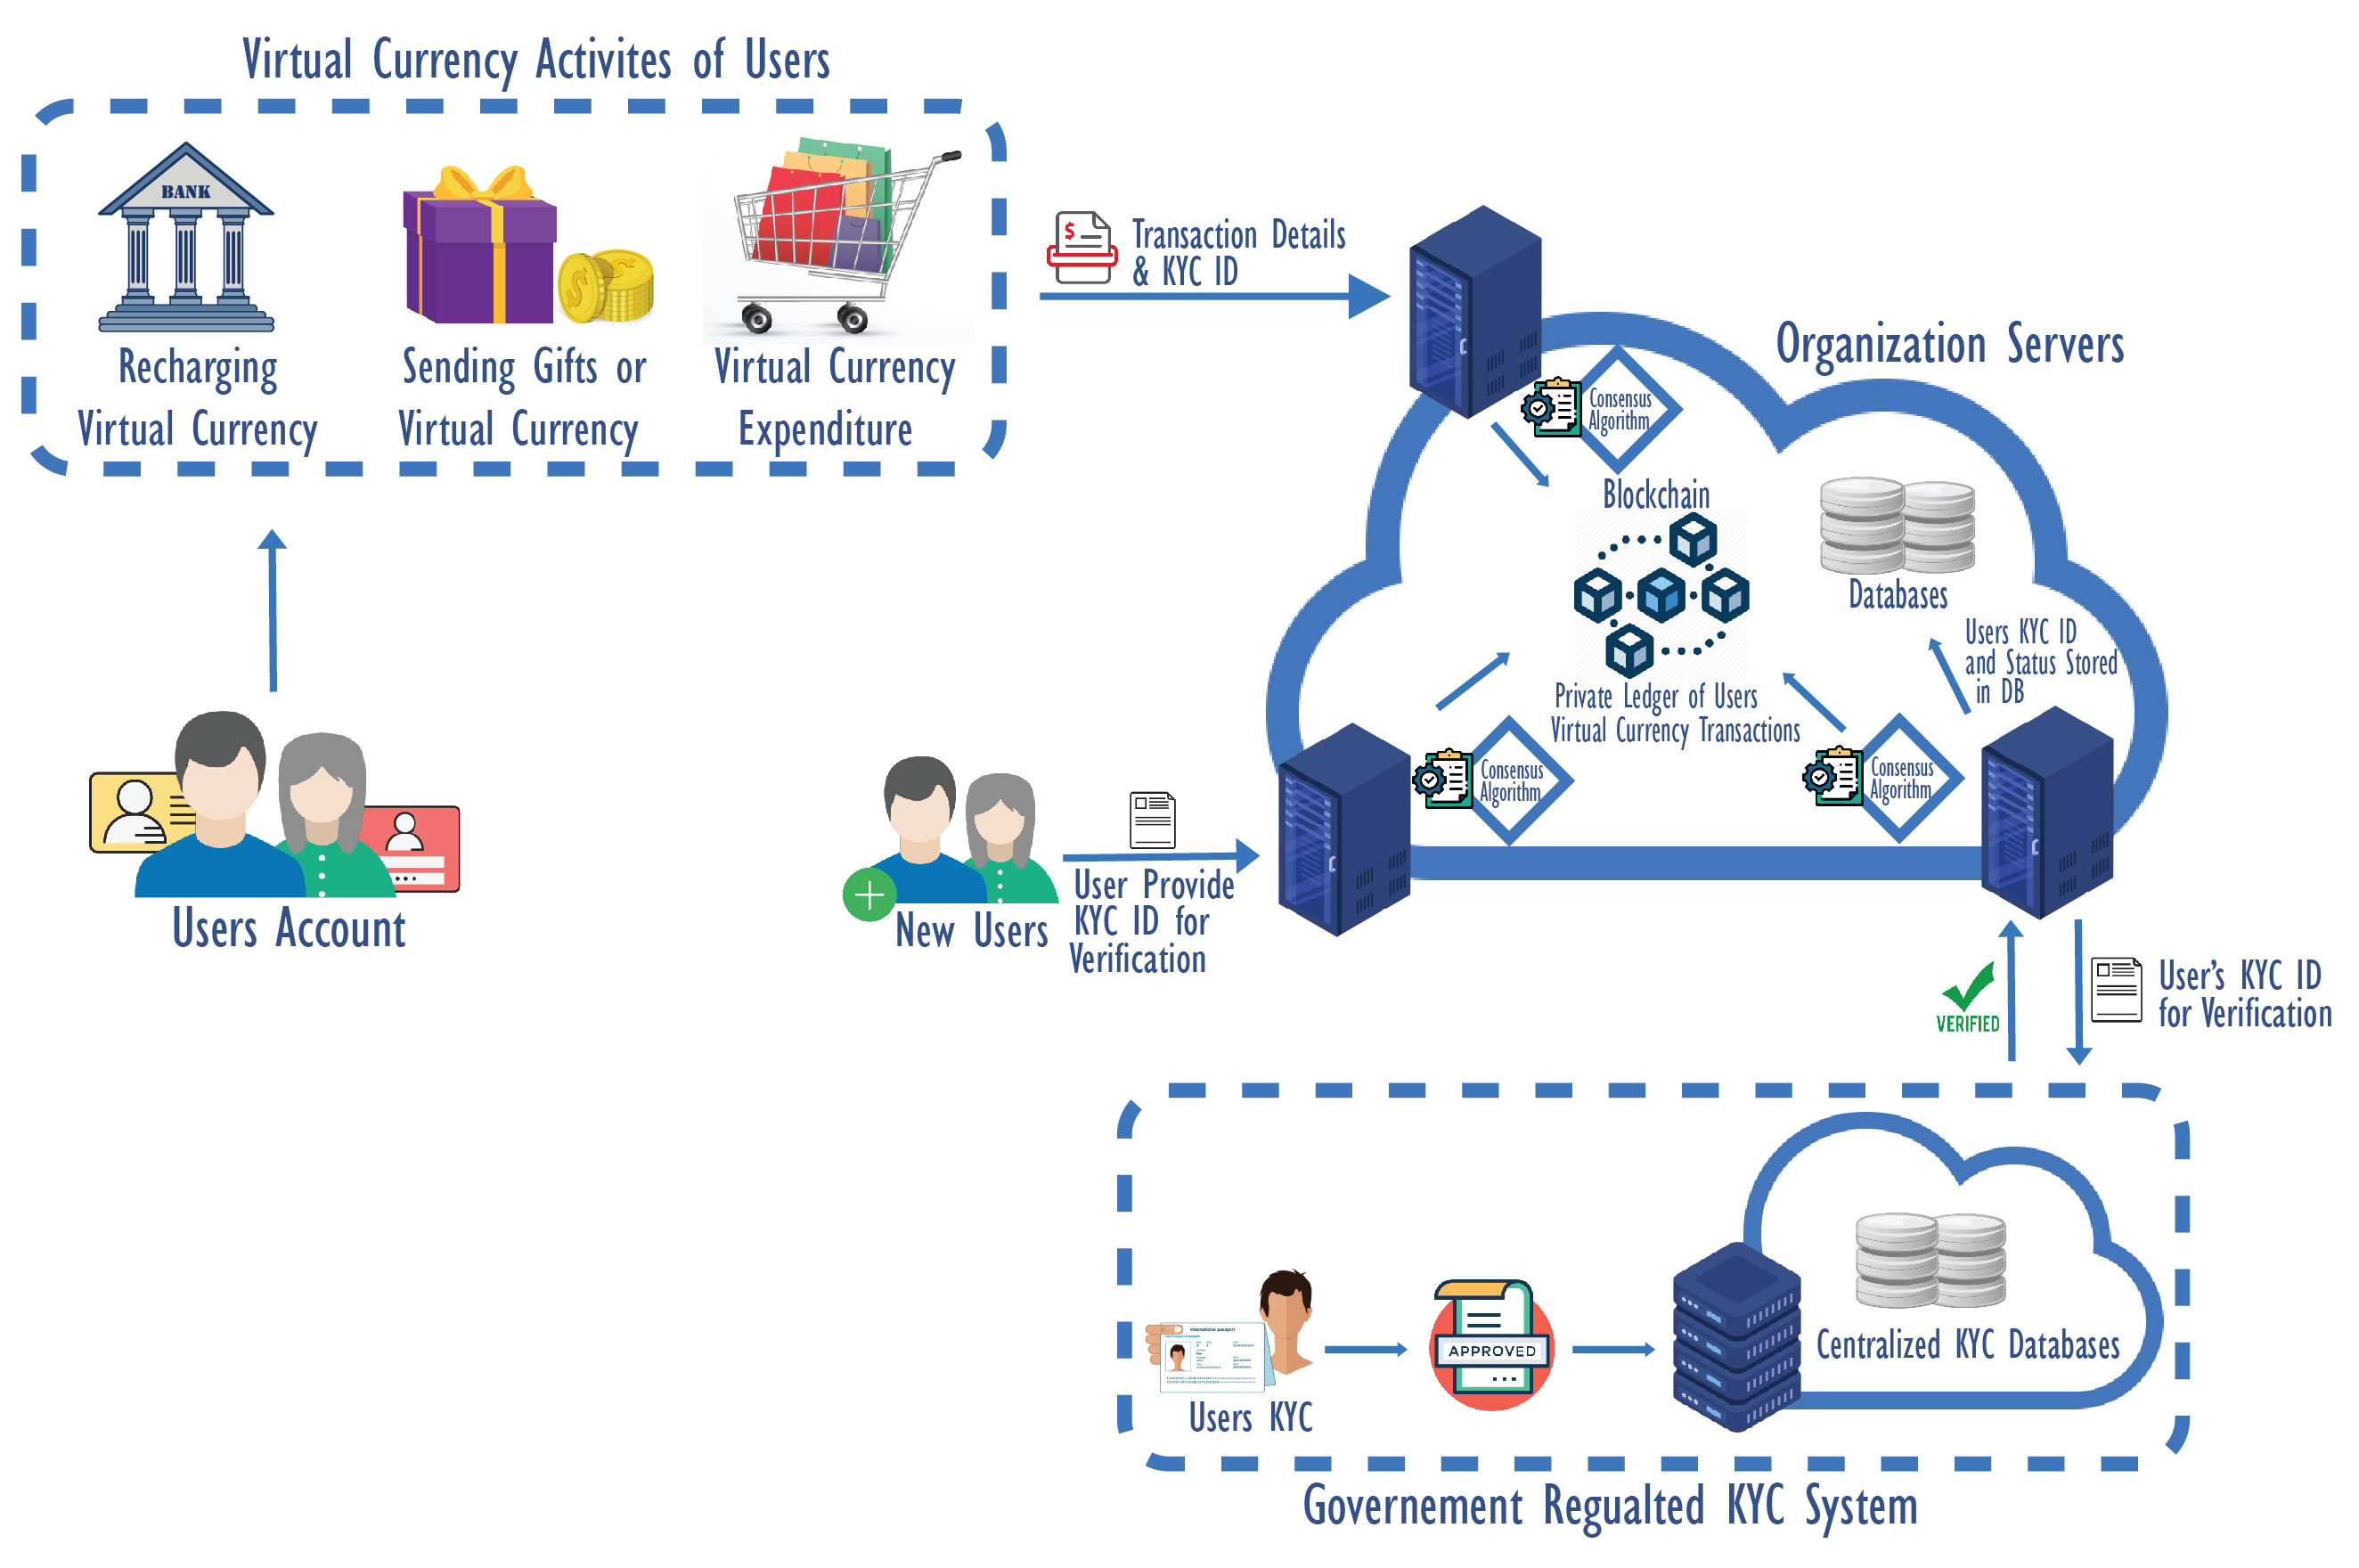 Virtual Currency Activites of Users
BANK
Recharging
Virtual Currency
Sending Gifts or
Virtual Currency
Virtual Currency
Expenditure
Transaction Details
& KYC ID
Organization Servers
Consensus
Algorithm
Blockchain
Databases
Users KYC ID
and Status Stored
in DB
Private Ledger of Users
Virtual Currency Transactions
Consensus
Algorithm
Consensus
Algorithm
Users Account
New Users
User Provide
KYC ID for
Verification
VERIFIED
User's KYC ID
for Verification
International passport
APPROVED
Users KYC
Centralized KYC Databases
Governement Regualted KYC System